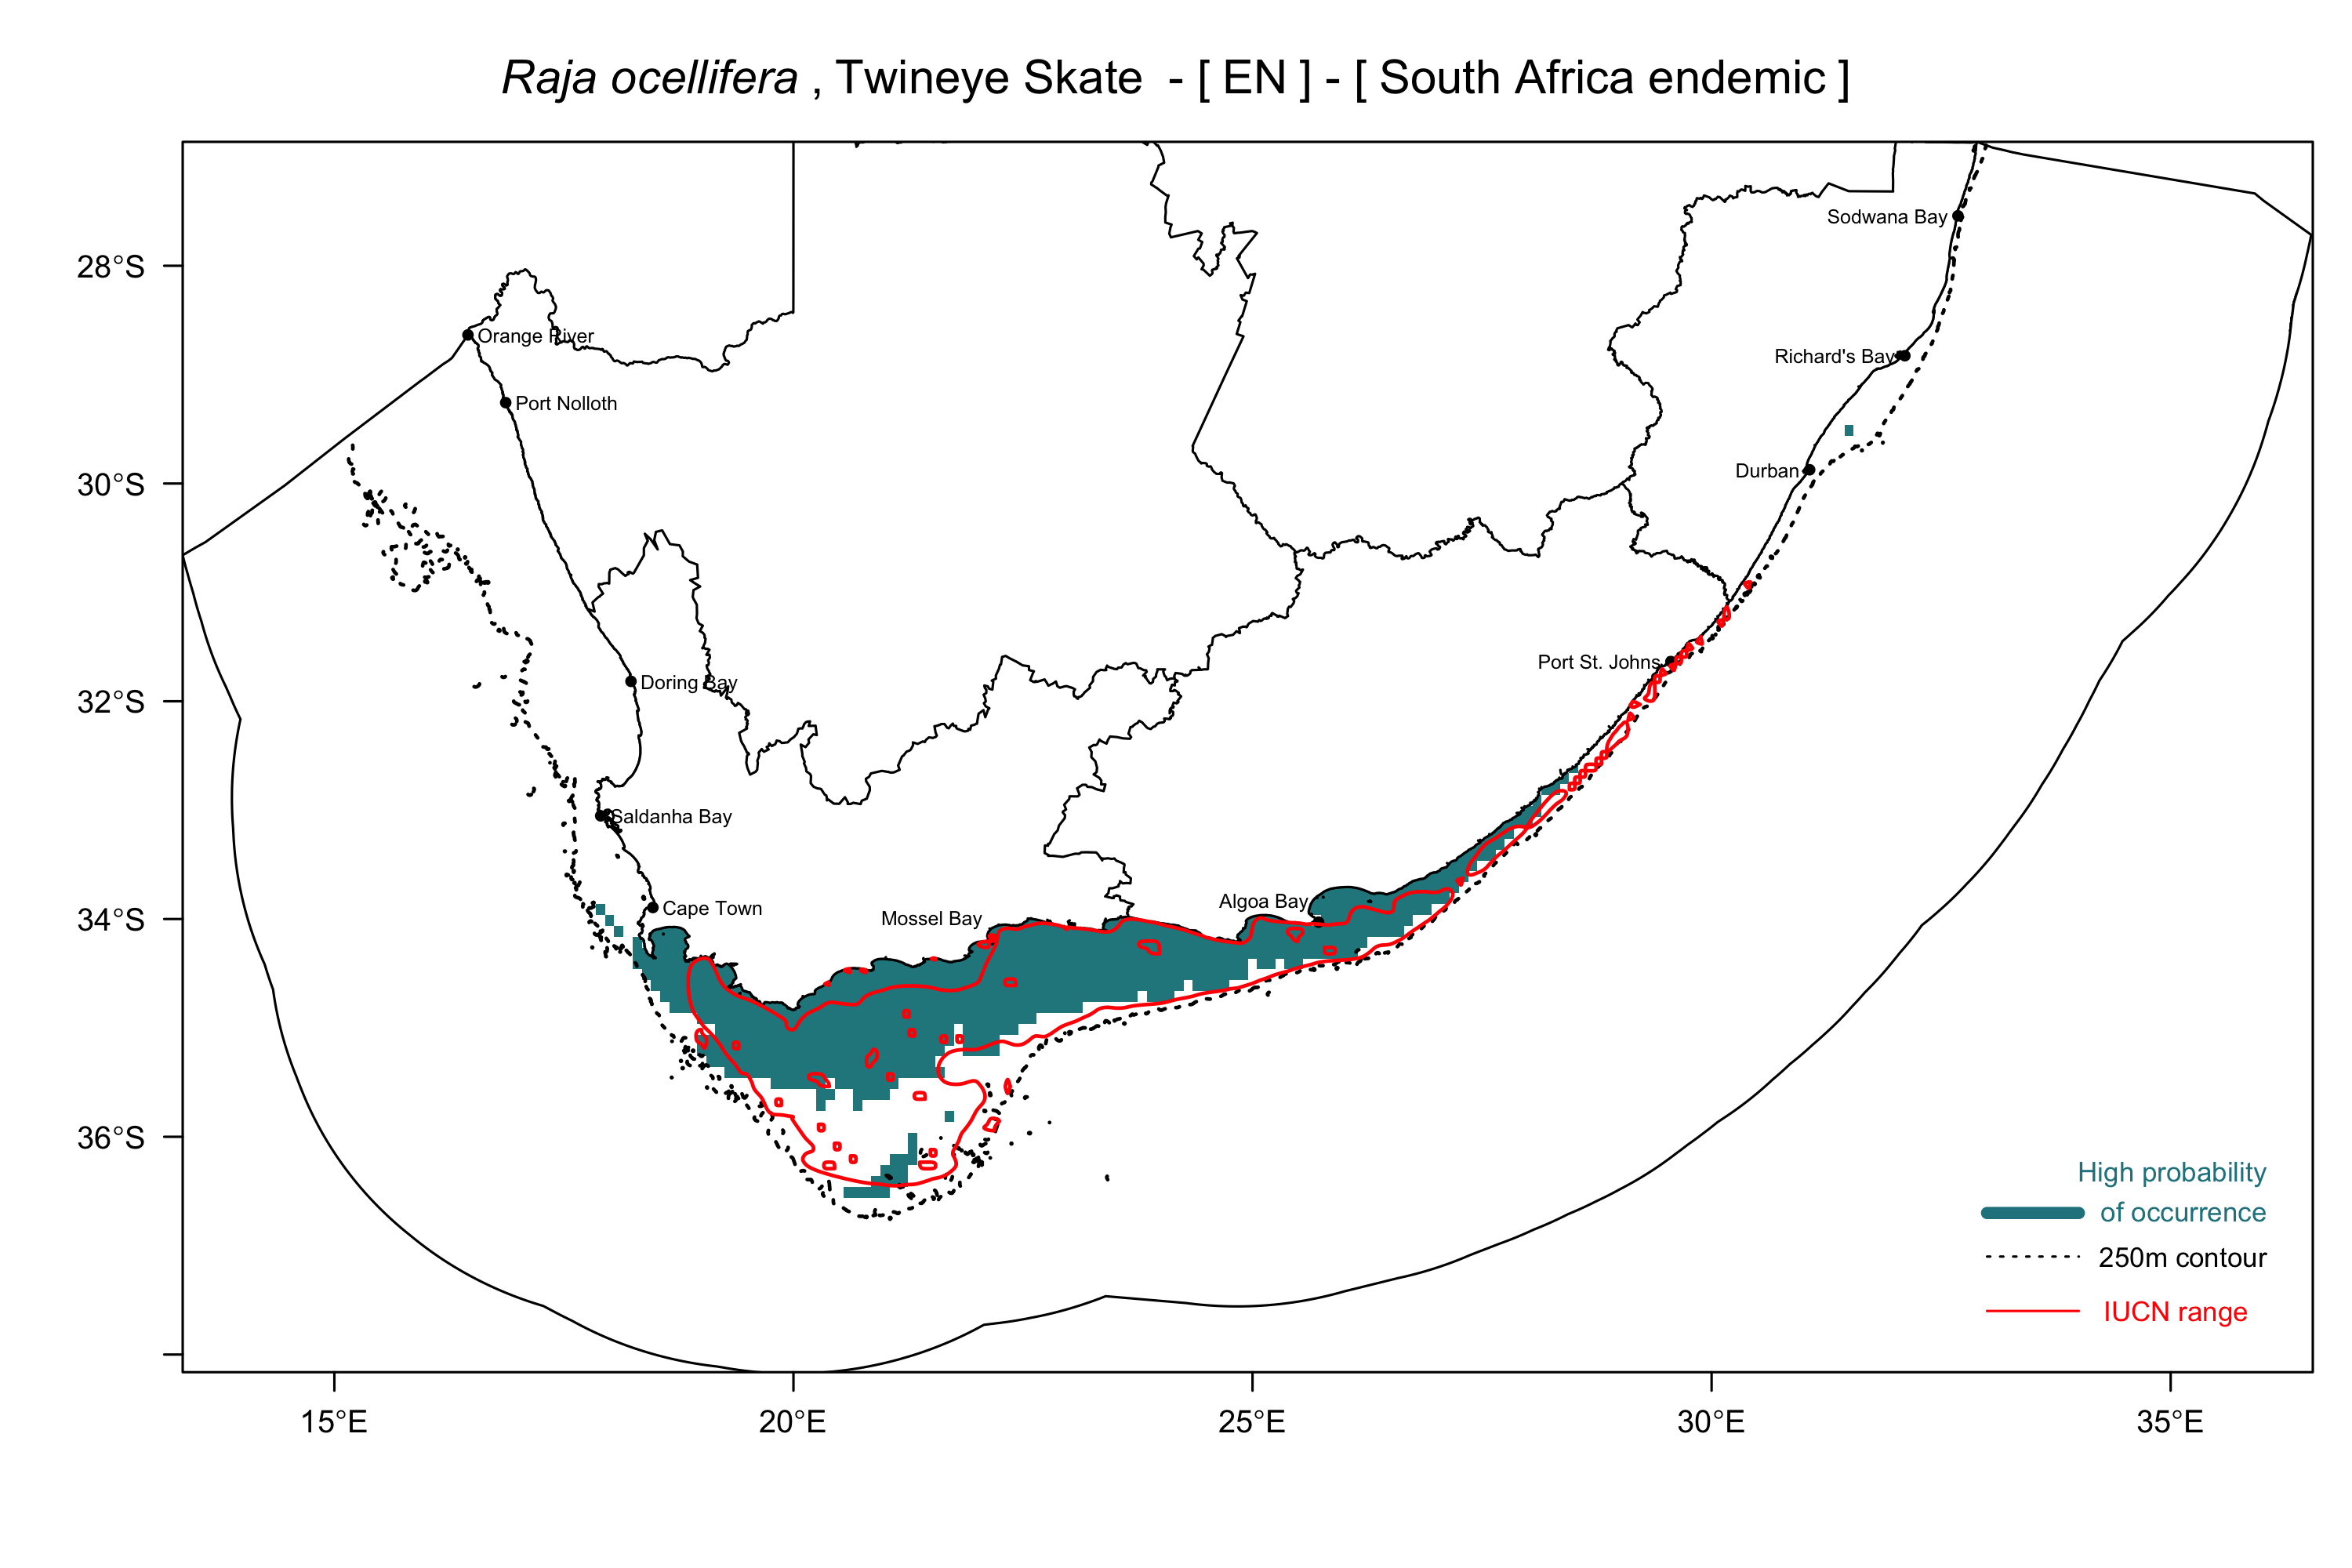 Raja ocellifera , Twineye Skate - [ EN ] - [ South Africa endemic ]
Sodwana Bay
28°S
Orange River
Richard's Bay
Port Nolloth
Durban
30°S
Port St. Johns
Doring Bay
32°S
Saldanha Bay
Algoa Bay
Cape Town
Mossel Bay
34°S
36°S
High probability
of occurrence
250m contour
IUCN range
15°E
20°E
25°E
30°E
35°E